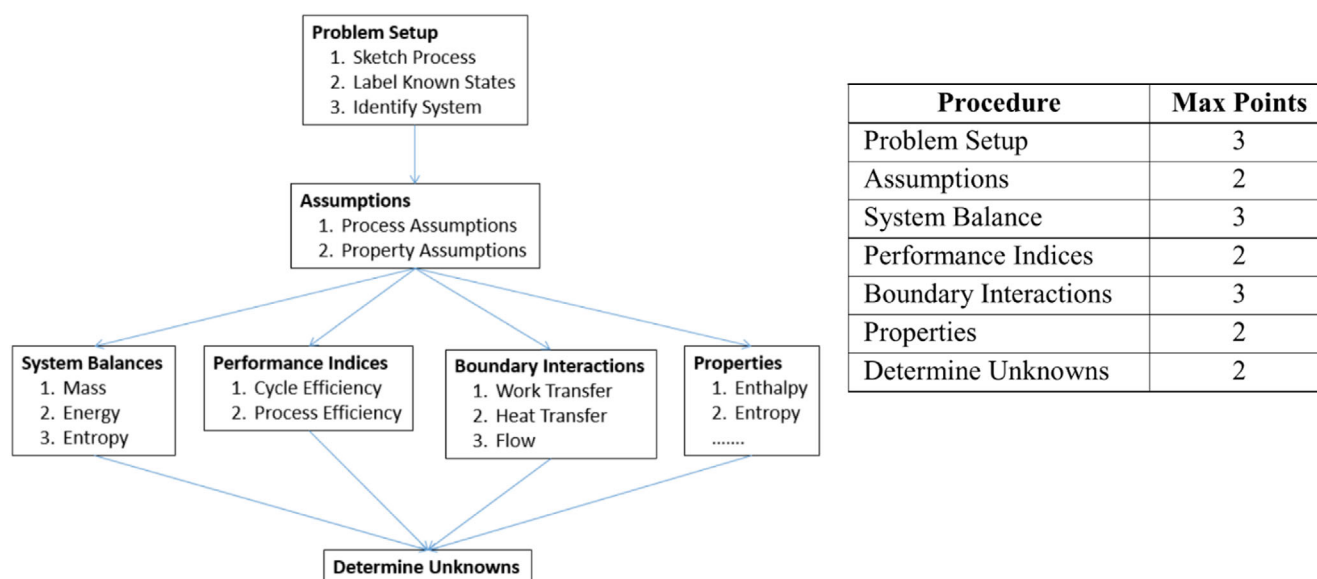 Problem Setup
1. Sketch Process
2. Label Known States
3. Identify System
Assumptions
1. Process Assumptions
2. Property Assumptions
System Balances
1. Mass
2. Energy
3. Entropy
Performance Indices
1. Cycle Efficiency
2. Process Efficiency
Boundary Interactions
1. Work Transfer
2. Heat Transfer
3. Flow
Properties
1. Enthalpy
2. Entropy
.......
Determine Unknowns
Procedure Max Points
Problem Setup 3
Assumptions 2
System Balance 3
Performance Indices 2
Boundary Interactions 3
Properties 2
Determine Unknowns 2